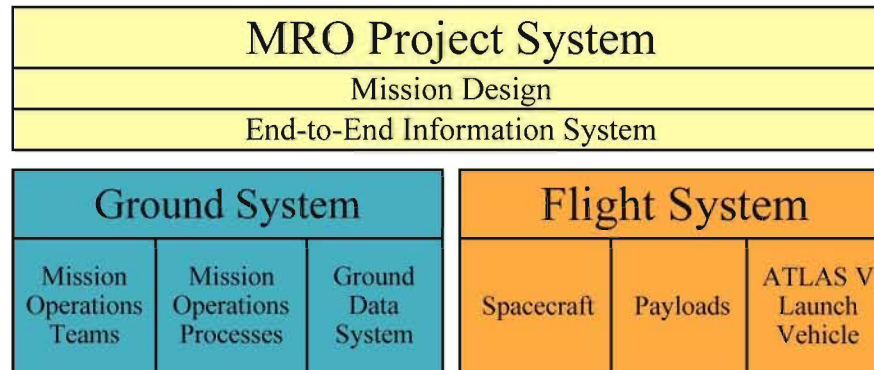 MRO Project System
Mission Design
End-to-End Information System
Ground System
Mission
Operations
Teams
Mission
Operations
Processes
Ground
Data
System
Flight System
Spacecraft
Payloads
ATLAS V
Launch
Vehicle